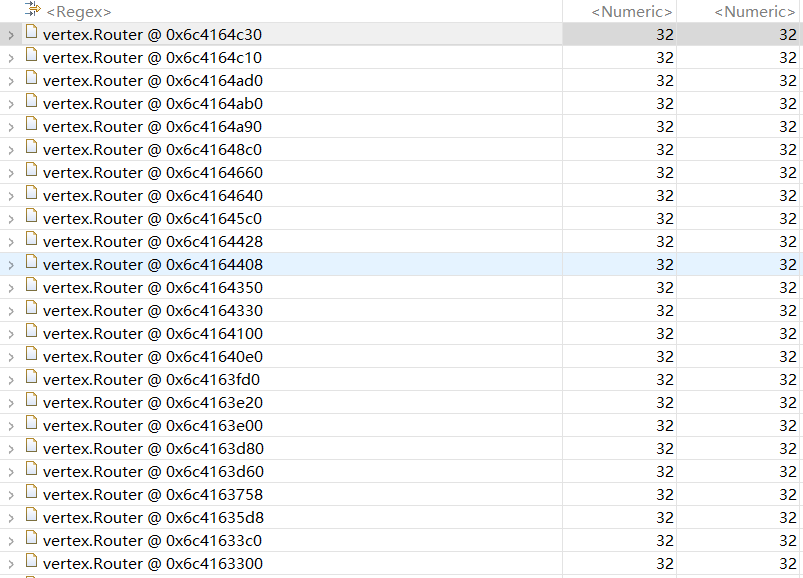 <Regex> <Numeric> <Numeric>
vertex.Router @ 0x6c4164c30 32 32
vertex.Router @ 0x6c4164c10 32 32
vertex.Router @ 0x6c4164ad0 32 32
vertex.Router @ 0x6c4164ab0 32 32
vertex.Router @ 0x6c4164a90 32 32
vertex.Router @ 0x6c41648c0 32 32
vertex.Router @ 0x6c4164660 32 32
vertex.Router @ 0x6c4164640 32 32
vertex.Router @ 0x6c41645c0 32 32
vertex.Router @ 0x6c4164428 32 32
vertex.Router @ 0x6c4164408 32 32
vertex.Router @ 0x6c4164350 32 32
vertex.Router @ 0x6c4164330 32 32
vertex.Router @ 0x6c4164100 32 32
vertex.Router @ 0x6c41640e0 32 32
vertex.Router @ 0x6c4163fd0 32 32
vertex.Router @ 0x6c4163e20 32 32
vertex.Router @ 0x6c4163e00 32 32
vertex.Router @ 0x6c4163d80 32 32
vertex.Router @ 0x6c4163d60 32 32
vertex.Router @ 0x6c4163758 32 32
vertex.Router @ 0x6c41635d8 32 32
vertex.Router @ 0x6c41633c0 32 32
vertex.Router @ 0x6c4163300 32 32